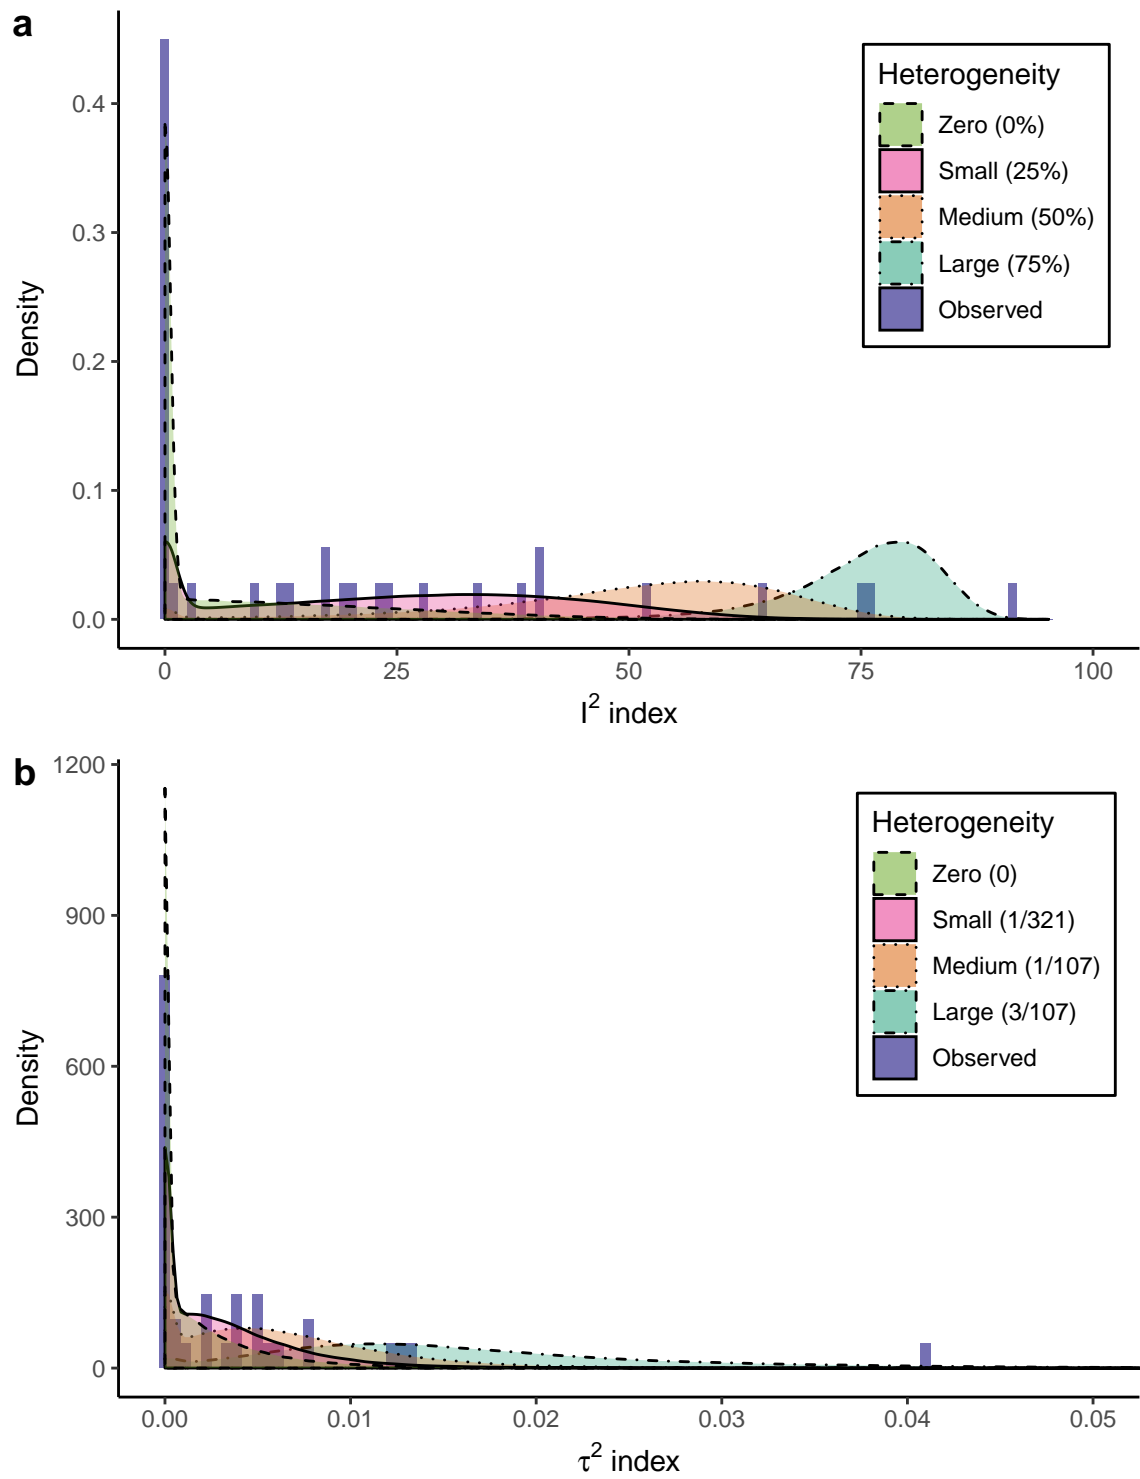 a
Density
0.4
0.3
0.2
0.1
0.0
0
25
50
75
100
I² index
Heterogeneity
Zero (0%)
Small (25%)
Medium (50%)
Large (75%)
Observed
b
Density
1200
900
600
300
0
0.00
0.01
0.02
0.03
0.04
0.05
τ² index
Heterogeneity
Zero (0)
Small (1/321)
Medium (1/107)
Large (3/107)
Observed